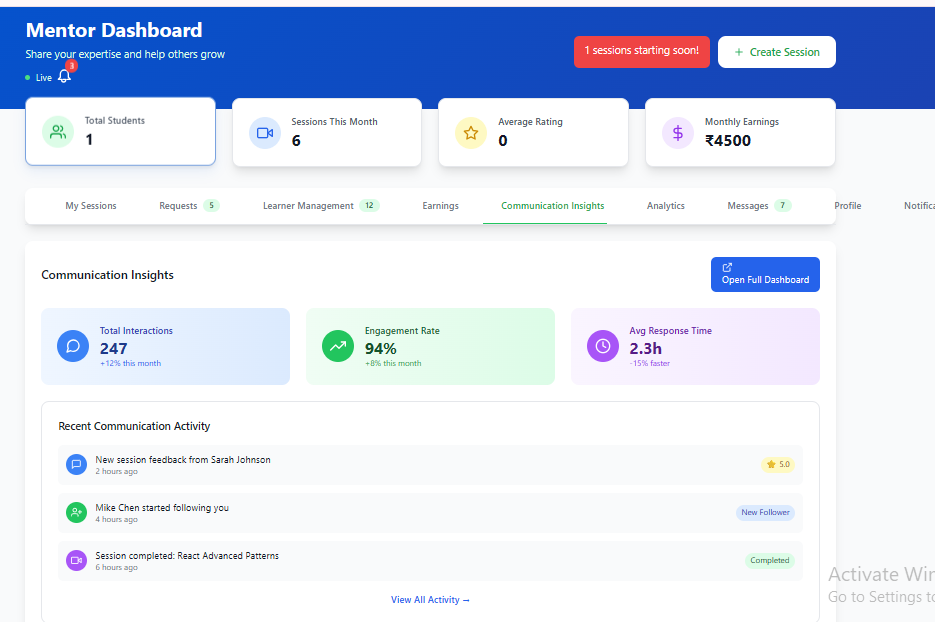 Mentor Dashboard
Share your expertise and help others grow
Live 3
1 sessions starting soon!
+ Create Session
Total Students
1
Sessions This Month
6
Average Rating
0
Monthly Earnings
₹4500
My Sessions
Requests 5
Learner Management 12
Earnings
Communication Insights
Analytics
Messages 7
Profile
Notifica
Communication Insights
Open Full Dashboard
Total Interactions
247
+12% this month
Engagement Rate
94%
+8% this month
Avg Response Time
2.3h
-15% faster
Recent Communication Activity
New session feedback from Sarah Johnson
2 hours ago
5.0
Mike Chen started following you
4 hours ago
New Follower
Session completed: React Advanced Patterns
6 hours ago
Completed
View All Activity →
Activate Win
Go to Settings to